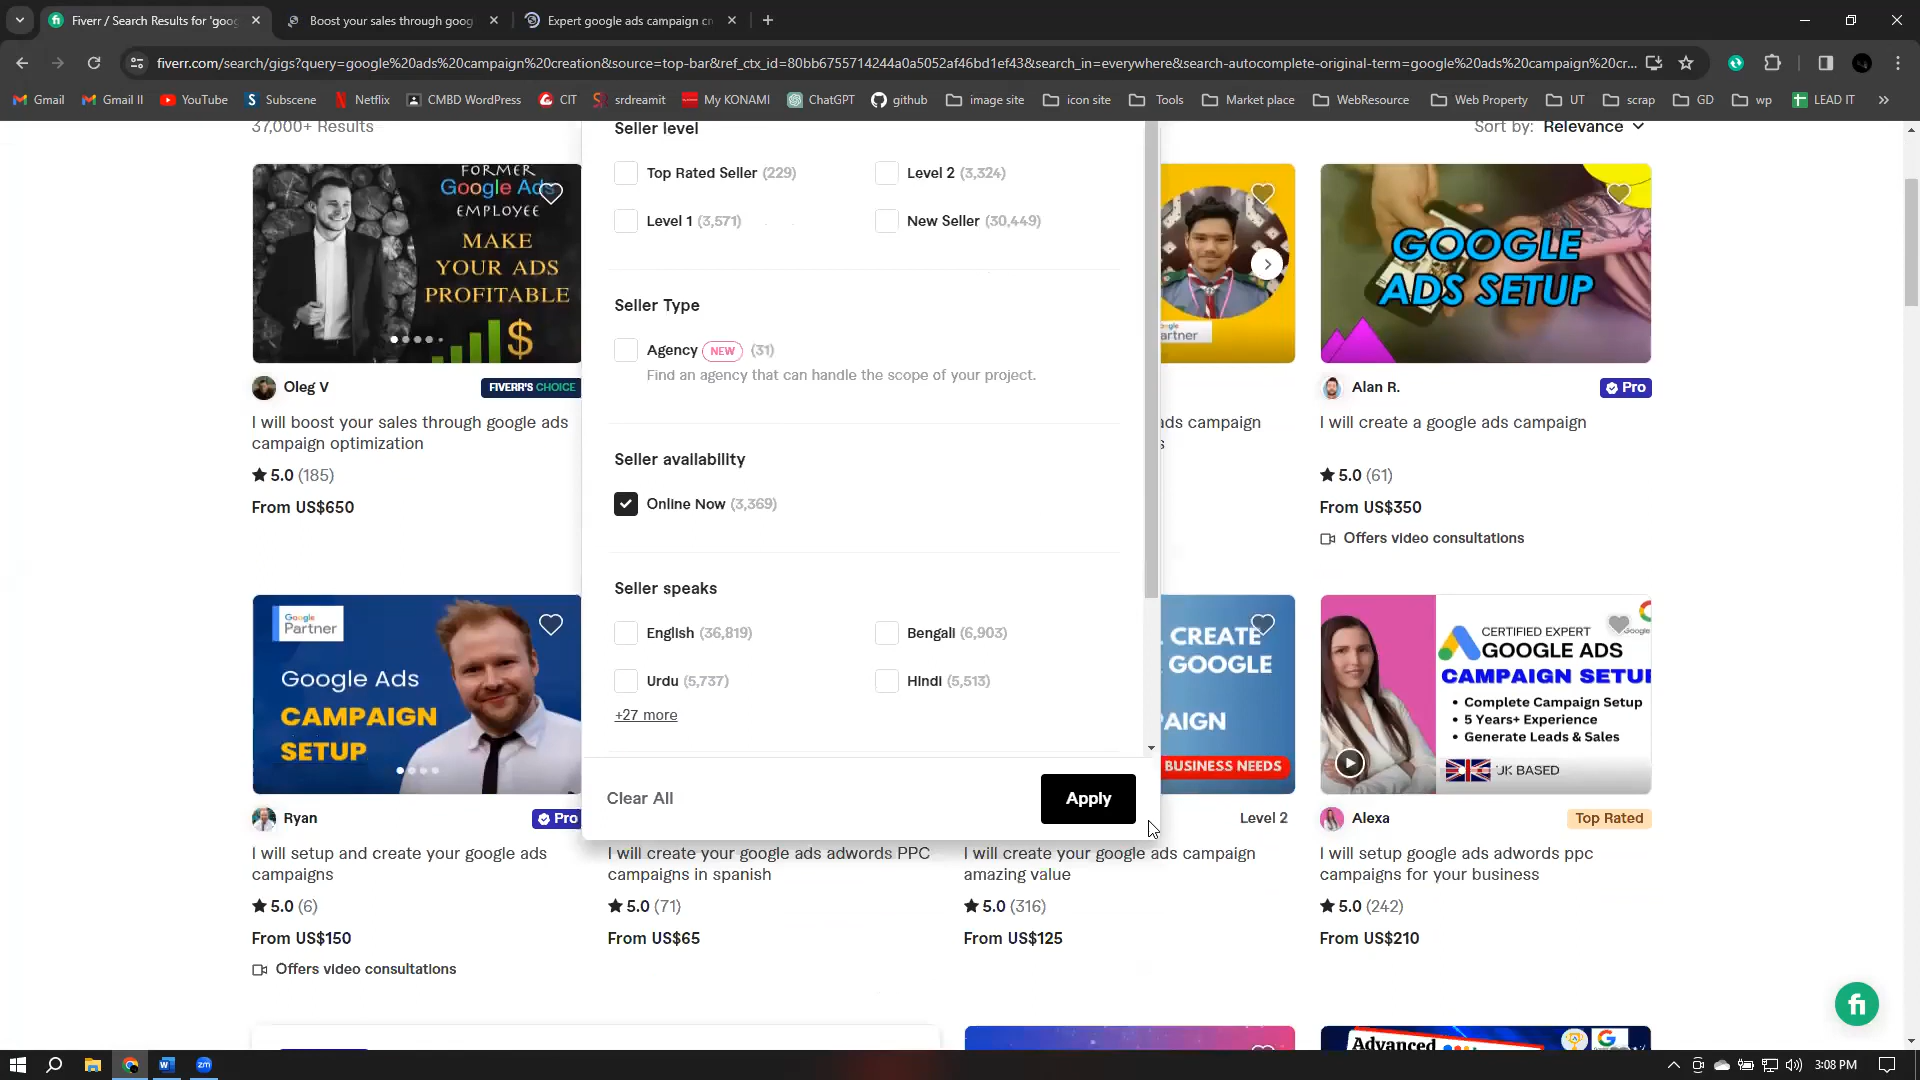 Fiverr / Search Results for 'goog
Boost your sales through goog
Expert google ads campaign cr
fiverr.com/search/gigs?query=google%20ads%20campaign%20creation&source=top-bar&ref_ctx_id=80bb6755714244a0a5052af46bd1ef43&search_in=everywhere&search-autocomplete-original-term=google%20ads%20campaign%20cr...
Gmail
Gmail II
YouTube
Subscene
Netflix
CMBD WordPress
CIT
srdreamit
My KONAMI
ChatGPT
github
image site
icon site
Tools
Market place
WebResource
Web Property
UT
scrap
GD
wp
LEAD IT
37,000+ Results
Sort by: Relevance
Seller level
Top Rated Seller (229)
Level 2 (3,324)
Level 1 (3,571)
New Seller (30,449)
Seller Type
Agency NEW (31)
Find an agency that can handle the scope of your project.
Seller availability
Online Now (3,369)
Seller speaks
English (36,819)
Bengali (6,903)
Urdu (5,737)
Hindi (5,513)
+27 more
Clear All
Apply
FORMER
Google Ads
EMPLOYEE
MAKE
YOUR ADS
PROFITABLE
$
Oleg V
FIVERR'S CHOICE
I will boost your sales through google ads
campaign optimization
5.0 (185)
From US$650
artner
ads campaign
GOOGLE
ADS SETUP
Alan R.
Pro
I will create a google ads campaign
5.0 (61)
From US$350
Offers video consultations
Google
Partner
Google Ads
CAMPAIGN
SETUP
Ryan
Pro
I will setup and create your google ads
campaigns
5.0 (6)
From US$150
Offers video consultations
I will create your google ads adwords PPC
campaigns in spanish
5.0 (71)
From US$65
CREATE
GOOGLE
AIGN
BUSINESS NEEDS
Level 2
I will create your google ads campaign
amazing value
5.0 (316)
From US$125
CERTIFIED EXPERT
GOOGLE ADS
CAMPAIGN SETU
• Complete Campaign Setup
• 5 Years+ Experience
• Generate Leads & Sales
UK BASED
Alexa
Top Rated
I will setup google ads adwords ppc
campaigns for your business
5.0 (242)
From US$210
Advanced
fi
3:08 PM